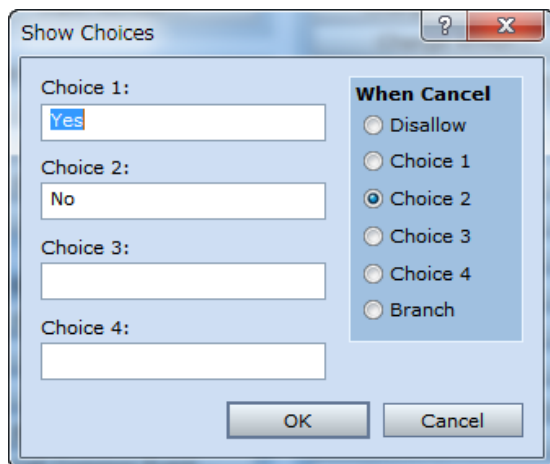 Show Choices
Choice 1:
Yes
Choice 2:
No
Choice 3:
Choice 4:
When Cancel
Disallow
Choice 1
Choice 2
Choice 3
Choice 4
Branch
OK
Cancel